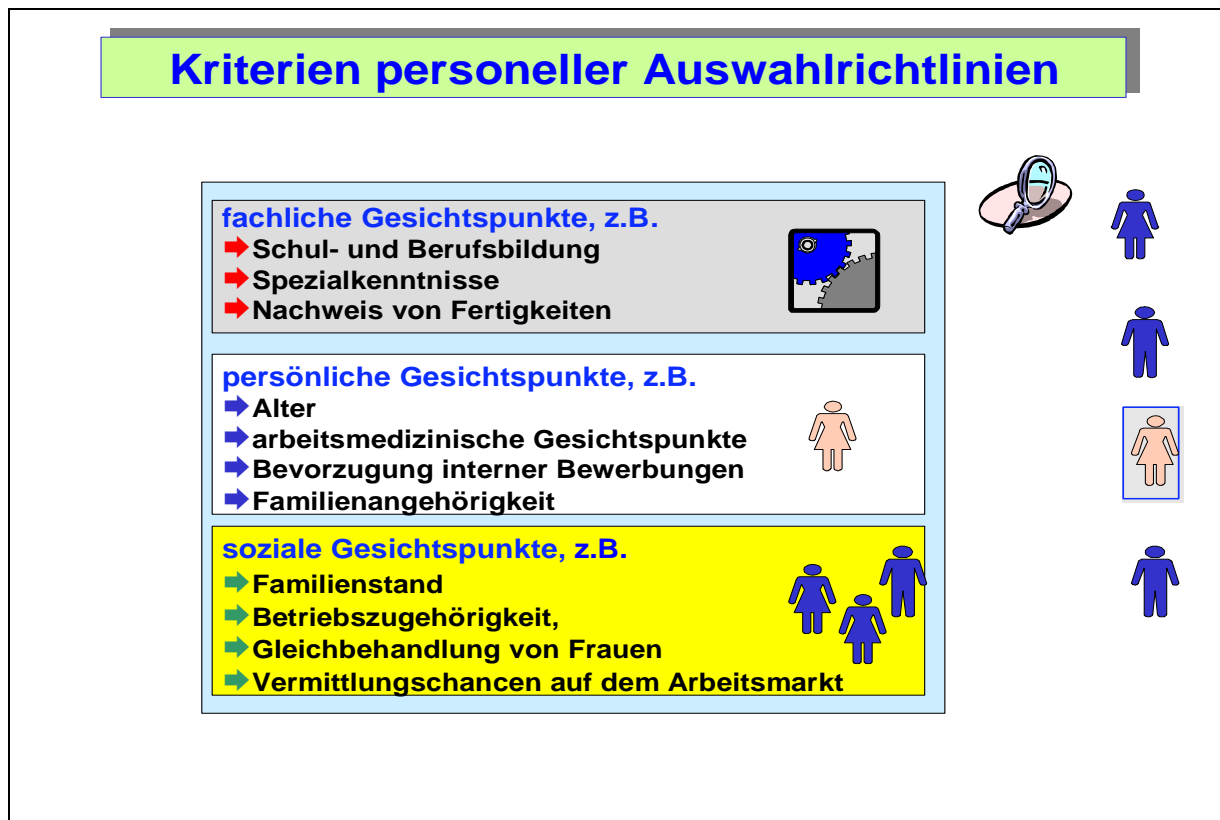 Kriterien personeller Auswahlrichtlinien
fachliche Gesichtspunkte, z.B.
Schul- und Berufsbildung
Spezialkenntnisse
Nachweis von Fertigkeiten
persönliche Gesichtspunkte, z.B.
Alter
arbeitsmedizinische Gesichtspunkte
Bevorzugung interner Bewerbungen
Familienangehörigkeit
soziale Gesichtspunkte, z.B.
Familienstand
Betriebszugehörigkeit,
Gleichbehandlung von Frauen
Vermittlungschancen auf dem Arbeitsmarkt